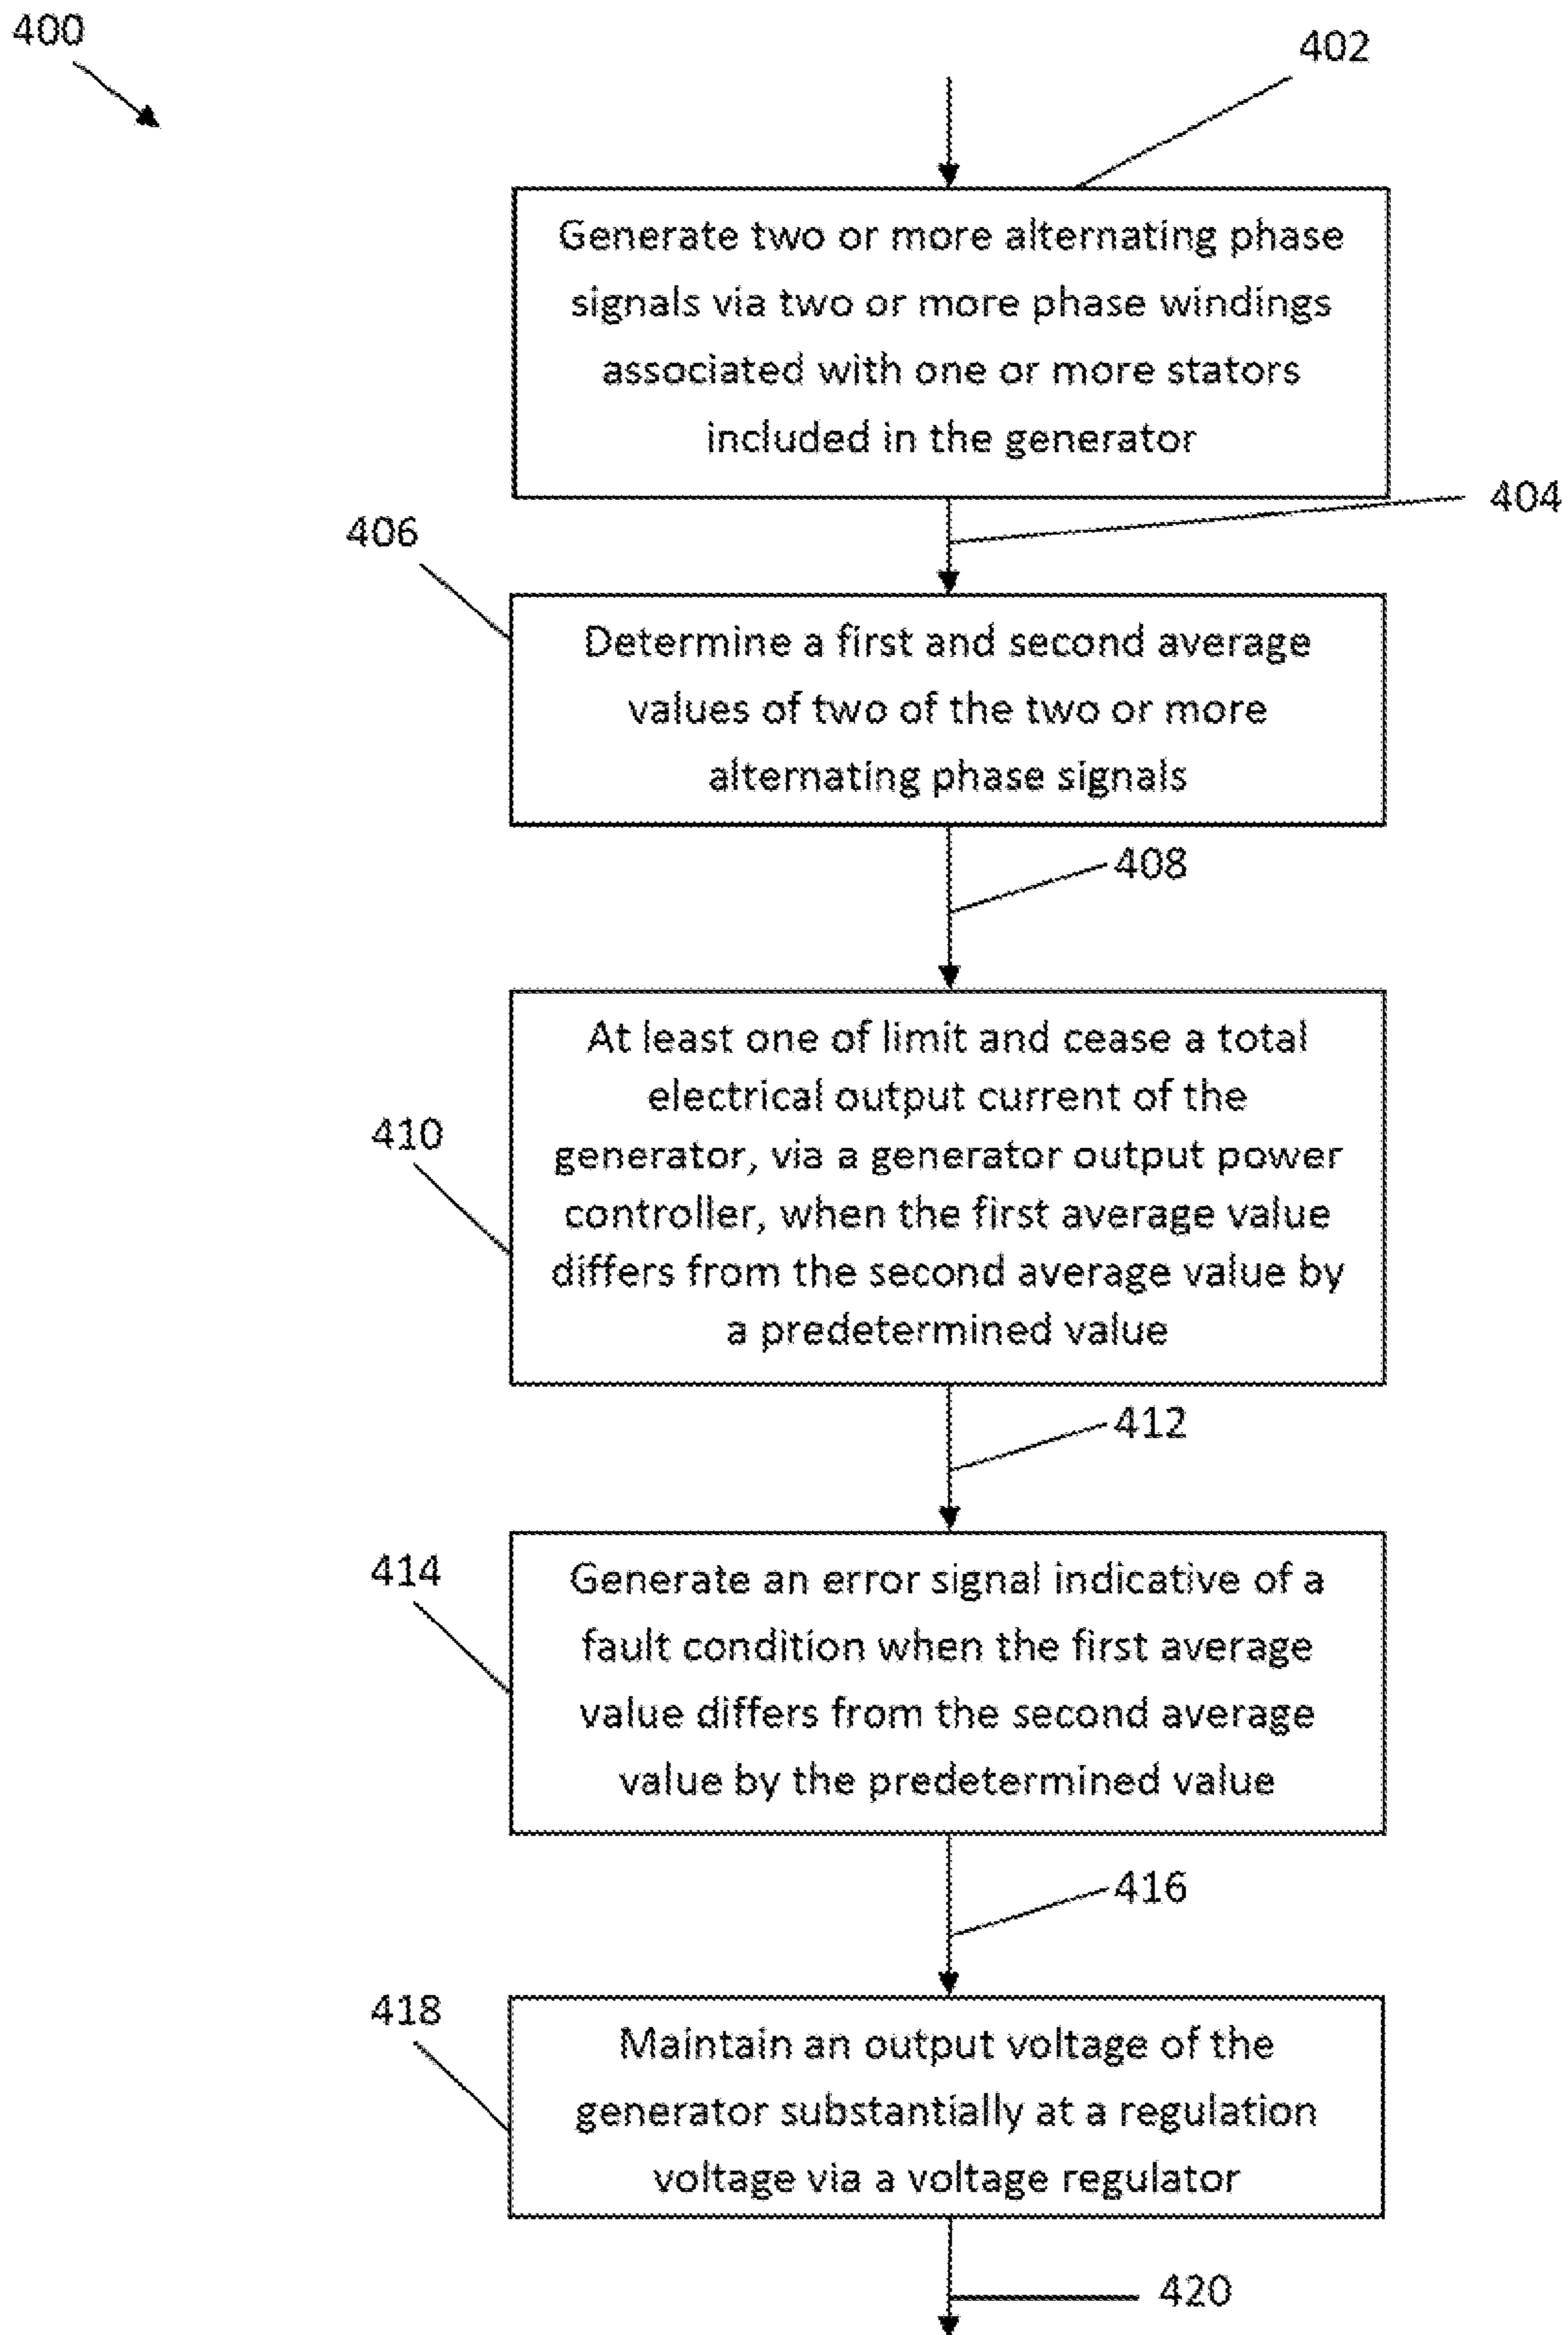 400
402
Generate two or more alternating phase
signals via two or more phase windings
associated with one or more stators
included in the generator
404
406
Determine a first and second average
values of two of the two or more
alternating phase signals
408
At least one of limit and cease a total
electrical output current of the
generator, via a generator output power
controller, when the first average value
differs from the second average value by
a predetermined value
410
412
Generate an error signal indicative of a
fault condition when the first average
value differs from the second average
value by the predetermined value
414
416
Maintain an output voltage of the
generator substantially at a regulation
voltage via a voltage regulator
418
420